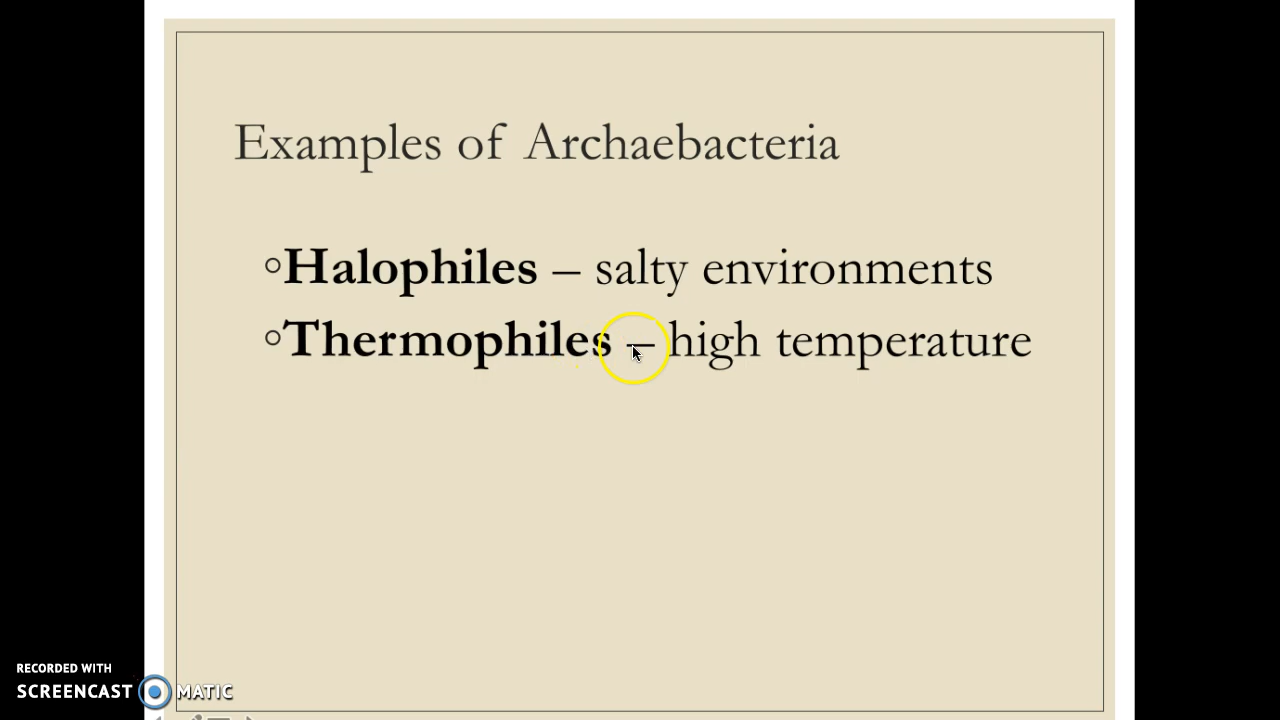 Examples of Archaebacteria
◦Halophiles – salty environments
◦Thermophiles – high temperature
RECORDED WITH
SCREENCAST MATIC